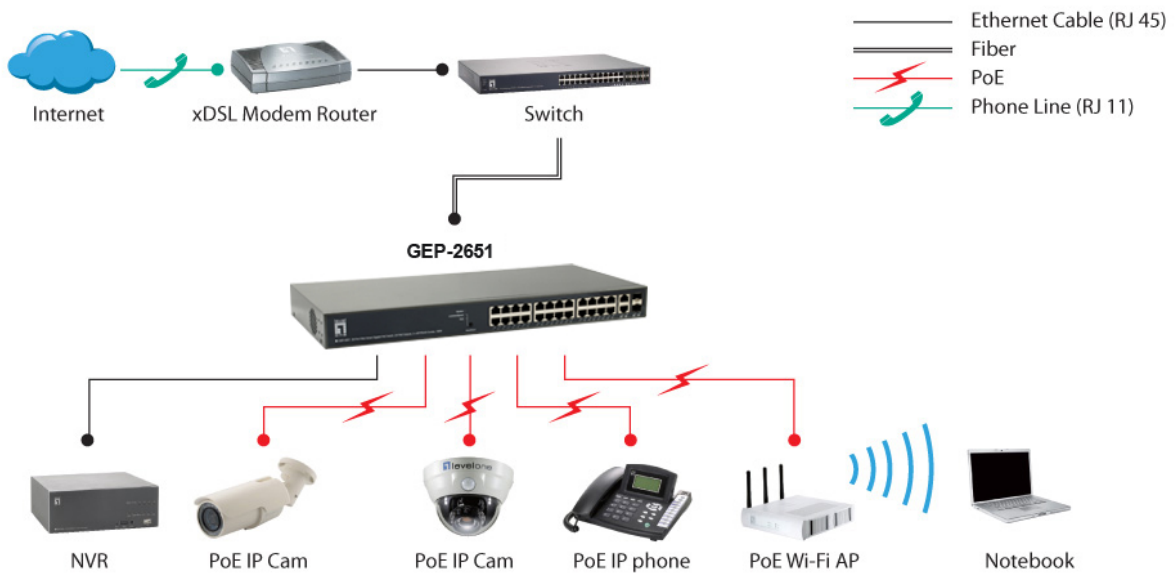 Internet
xDSL Modem Router
Switch
Ethernet Cable (RJ 45)
Fiber
PoE
Phone Line (RJ 11)
GEP-2651
levelone
NVR
PoE IP Cam
PoE IP Cam
PoE IP phone
PoE Wi-Fi AP
Notebook